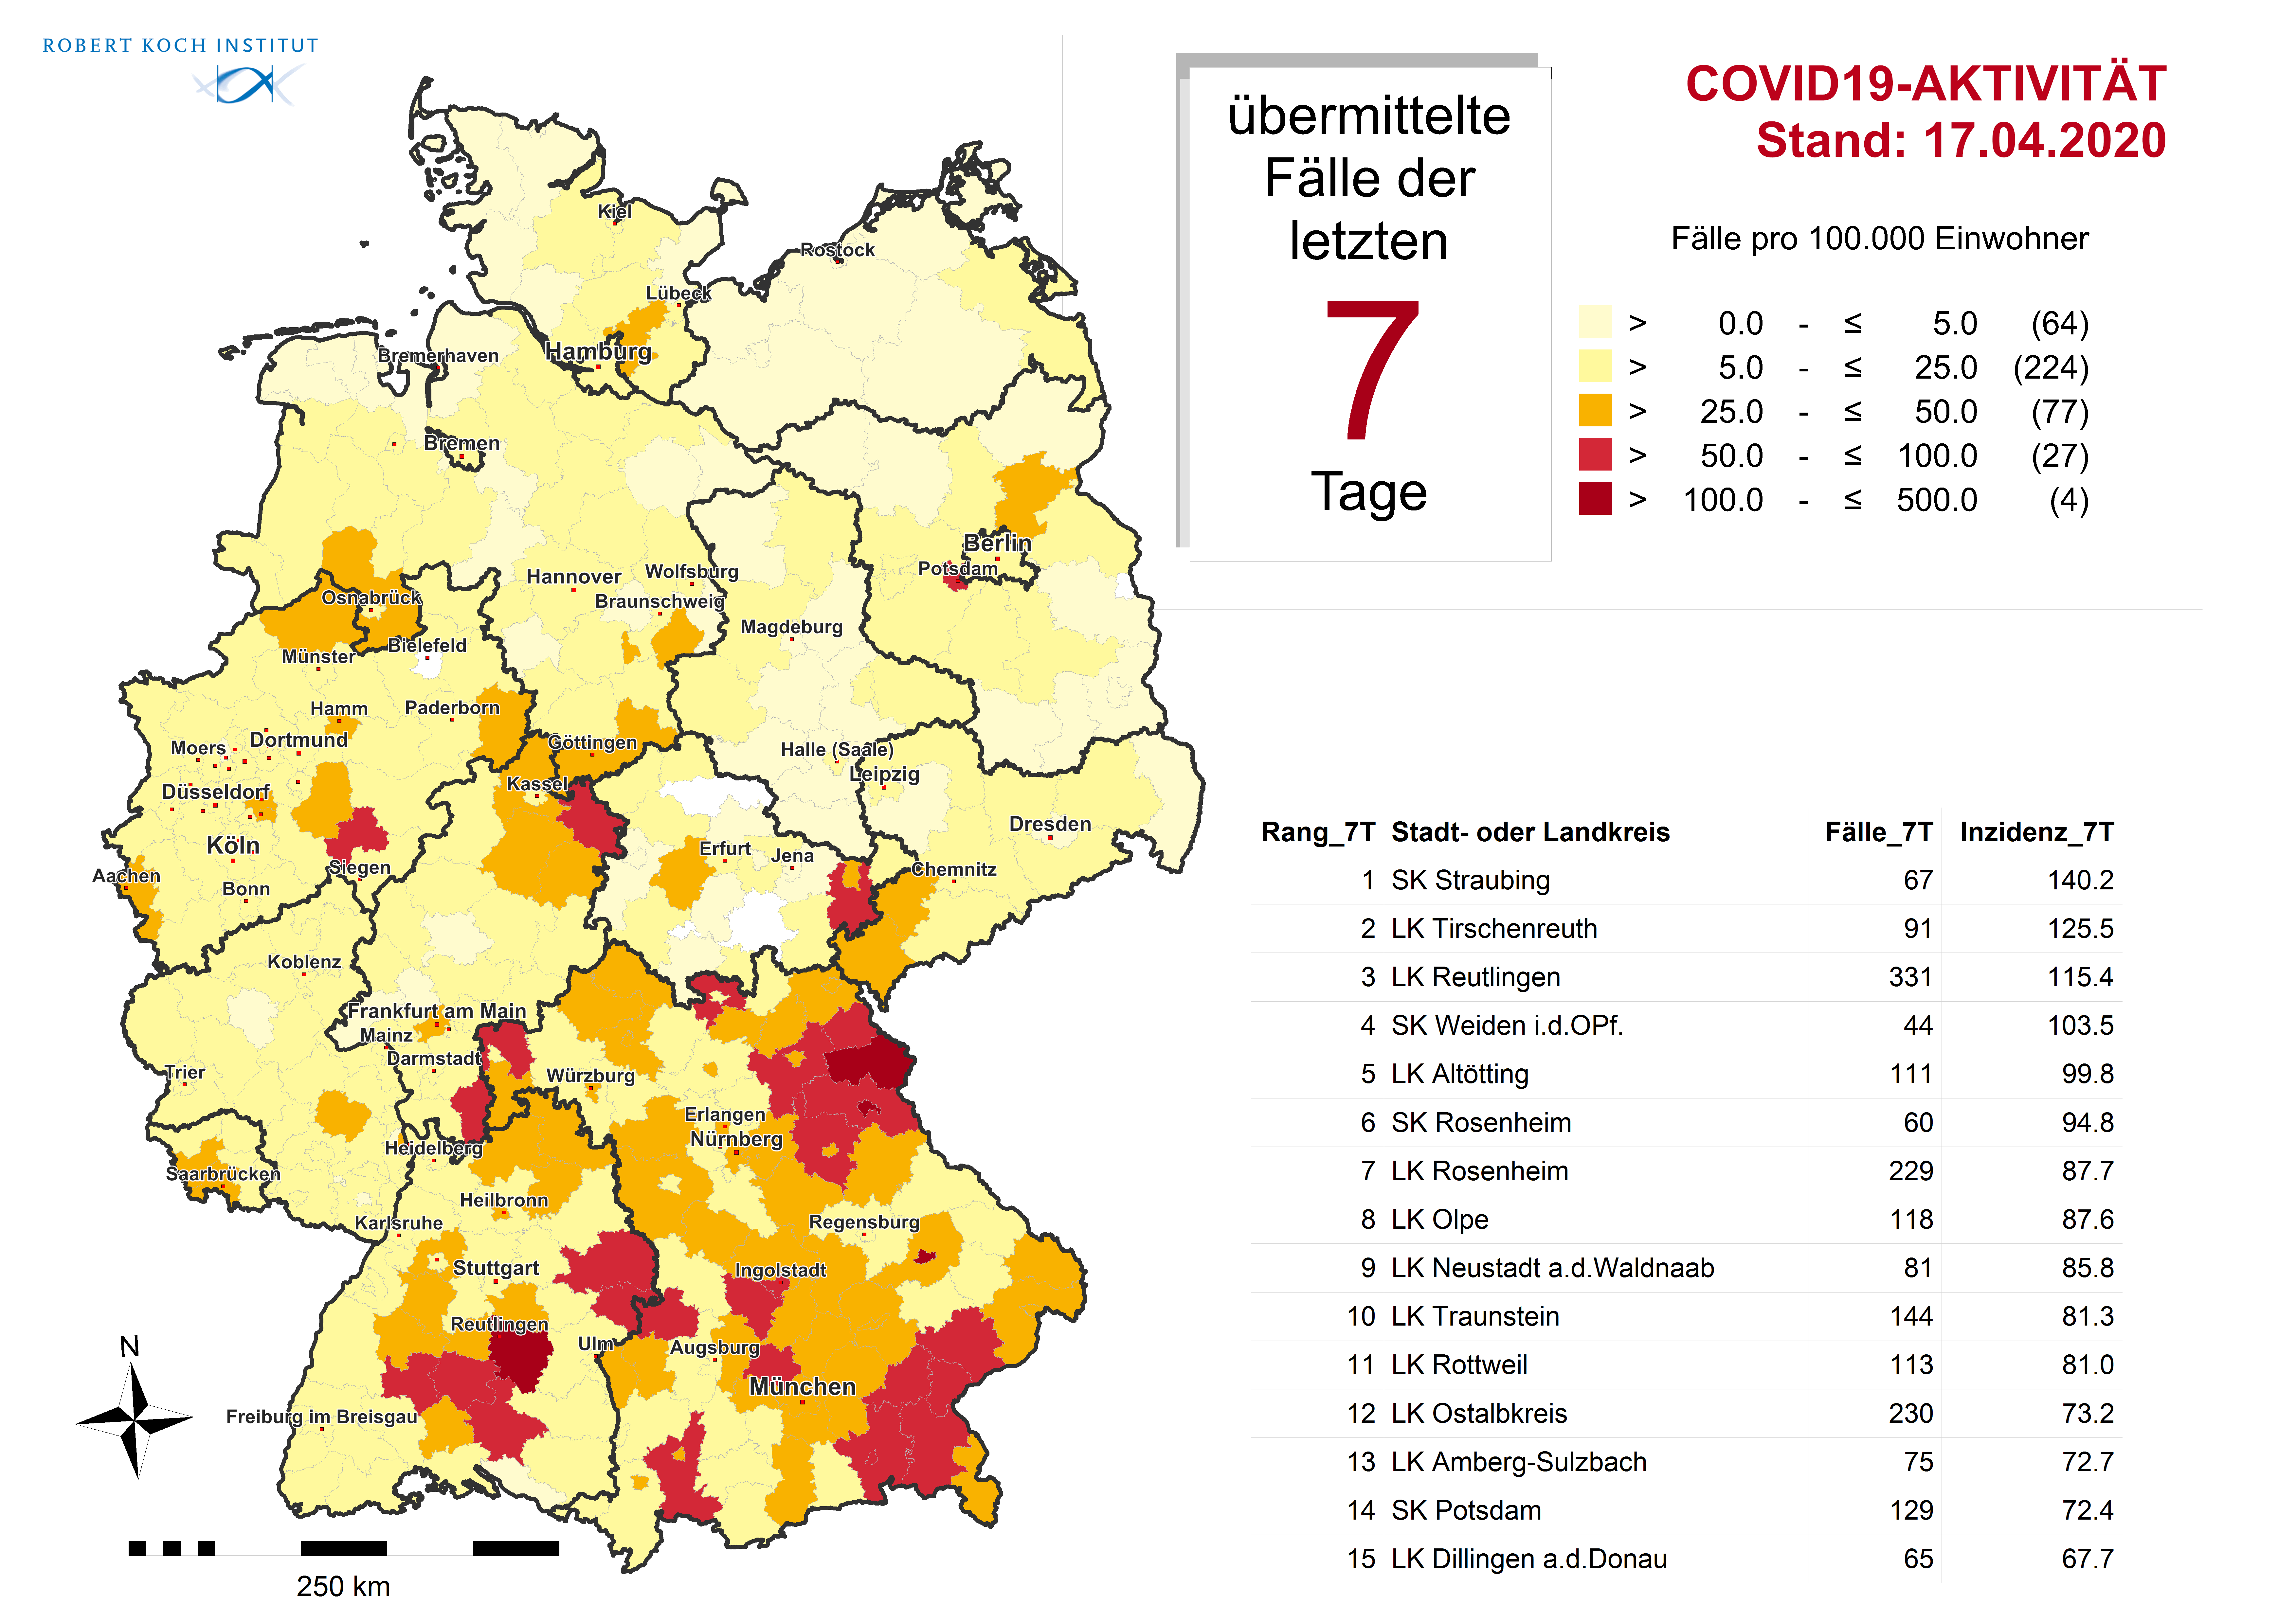 ROBERT KOCH INSTITUT
übermittelte
Fälle der
letzten
7
Tage
COVID19-AKTIVITÄT
Stand: 17.04.2020
Fälle pro 100.000 Einwohner
> 0.0 - ≤ 5.0 (64)
> 5.0 - ≤ 25.0 (224)
> 25.0 - ≤ 50.0 (77)
> 50.0 - ≤ 100.0 (27)
> 100.0 - ≤ 500.0 (4)
Kiel
Rostock
Lübeck
Hamburg
Bremerhaven
Bremen
Berlin
Potsdam
Hannover
Wolfsburg
Braunschweig
Osnabrück
Magdeburg
Bielefeld
Münster
Hamm
Paderborn
Dortmund
Moers
Göttingen
Halle (Saale)
Leipzig
Kassel
Düsseldorf
Dresden
Köln
Erfurt
Jena
Siegen
Chemnitz
Aachen
Bonn
Koblenz
Frankfurt am Main
Mainz
Darmstadt
Trier
Würzburg
Erlangen
Nürnberg
Heidelberg
Saarbrücken
Heilbronn
Karlsruhe
Regensburg
Stuttgart
Ingolstadt
Reutlingen
Ulm
Augsburg
München
Freiburg im Breisgau
N
250 km
Rang_7T Stadt- oder Landkreis Fälle_7T Inzidenz_7T
1 SK Straubing 67 140.2
2 LK Tirschenreuth 91 125.5
3 LK Reutlingen 331 115.4
4 SK Weiden i.d.OPf. 44 103.5
5 LK Altötting 111 99.8
6 SK Rosenheim 60 94.8
7 LK Rosenheim 229 87.7
8 LK Olpe 118 87.6
9 LK Neustadt a.d.Waldnaab 81 85.8
10 LK Traunstein 144 81.3
11 LK Rottweil 113 81.0
12 LK Ostalbkreis 230 73.2
13 LK Amberg-Sulzbach 75 72.7
14 SK Potsdam 129 72.4
15 LK Dillingen a.d.Donau 65 67.7